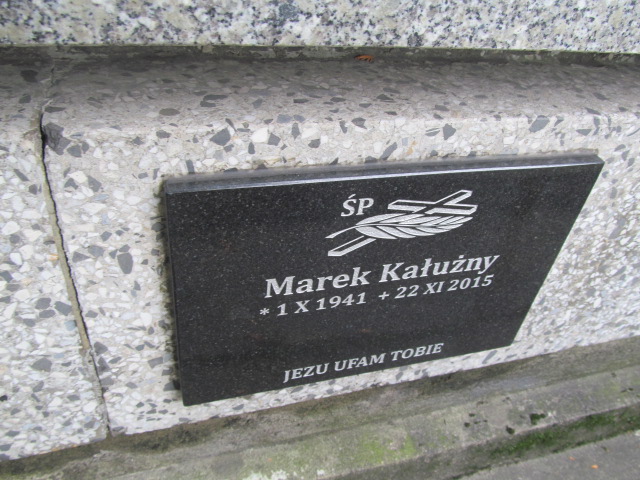 ŚP
Marek Kałużny
* 1 X 1941 + 22 XI 2015
JEZU UFAM TOBIE